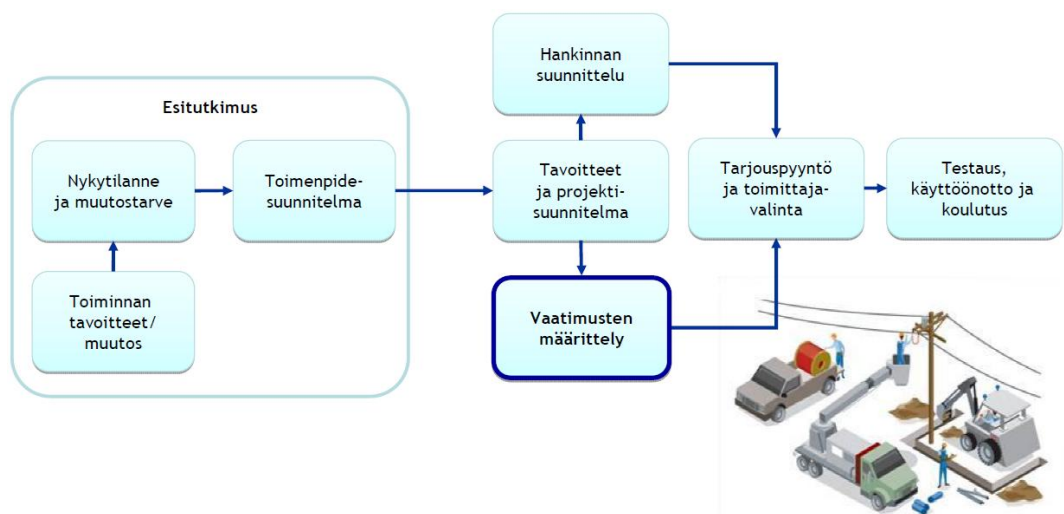 Esitutkimus
Toiminnan
tavoitteet/
muutos
Nykytilanne
ja muutostarve
Toimenpide-
suunnitelma
Tavoitteet
ja projekti-
suunnitelma
Hankinnan
suunnittelu
Vaatimusten
määrittely
Tarjouspyyntö
ja toimittaja-
valinta
Testaus,
käyttöönotto ja
koulutus